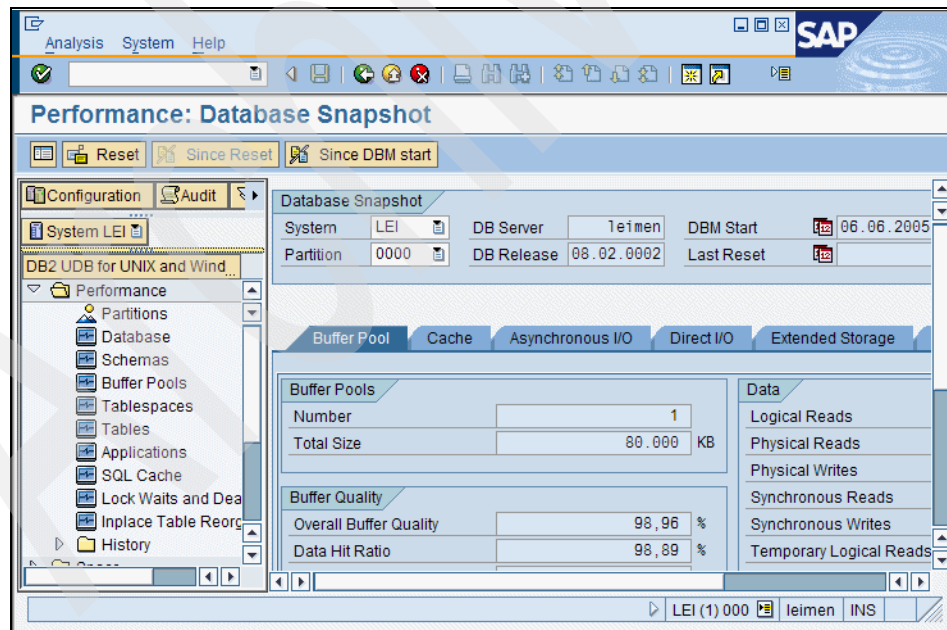 Analysis System Help
SAP
Performance: Database Snapshot
Reset Since Reset Since DBM start
Configuration Audit
System LEI
DB2 UDB for UNIX and Wind
Performance
Partitions
Database
Schemas
Buffer Pools
Tablespaces
Tables
Applications
SQL Cache
Lock Waits and Dea
Inplace Table Reorg
History
Database Snapshot
System LEI DB Server leimen DBM Start 06.06.2005
Partition 0000 DB Release 08.02.0002 Last Reset
Buffer Pool Cache Asynchronous I/O Direct I/O Extended Storage
Buffer Pools
Number 1
Total Size 80.000 KB
Buffer Quality
Overall Buffer Quality 98,96 %
Data Hit Ratio 98,89 %
Data
Logical Reads
Physical Reads
Physical Writes
Synchronous Reads
Synchronous Writes
Temporary Logical Reads
LEI (1) 000 leimen INS